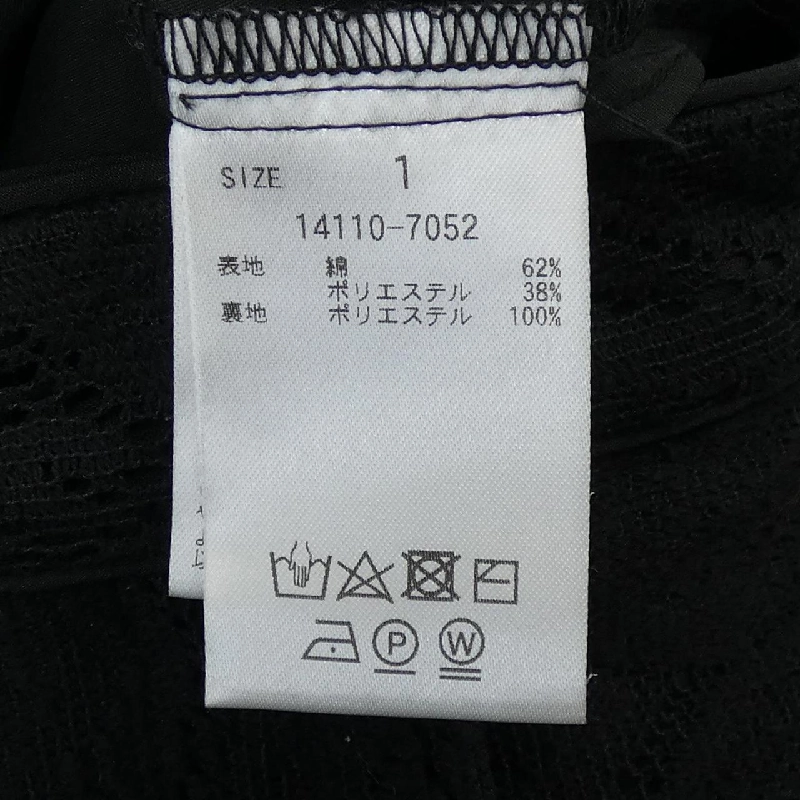 SIZE 1
14110-7052
表地 綿 62%
ポリエステル 38%
裏地 ポリエステル 100%
P W